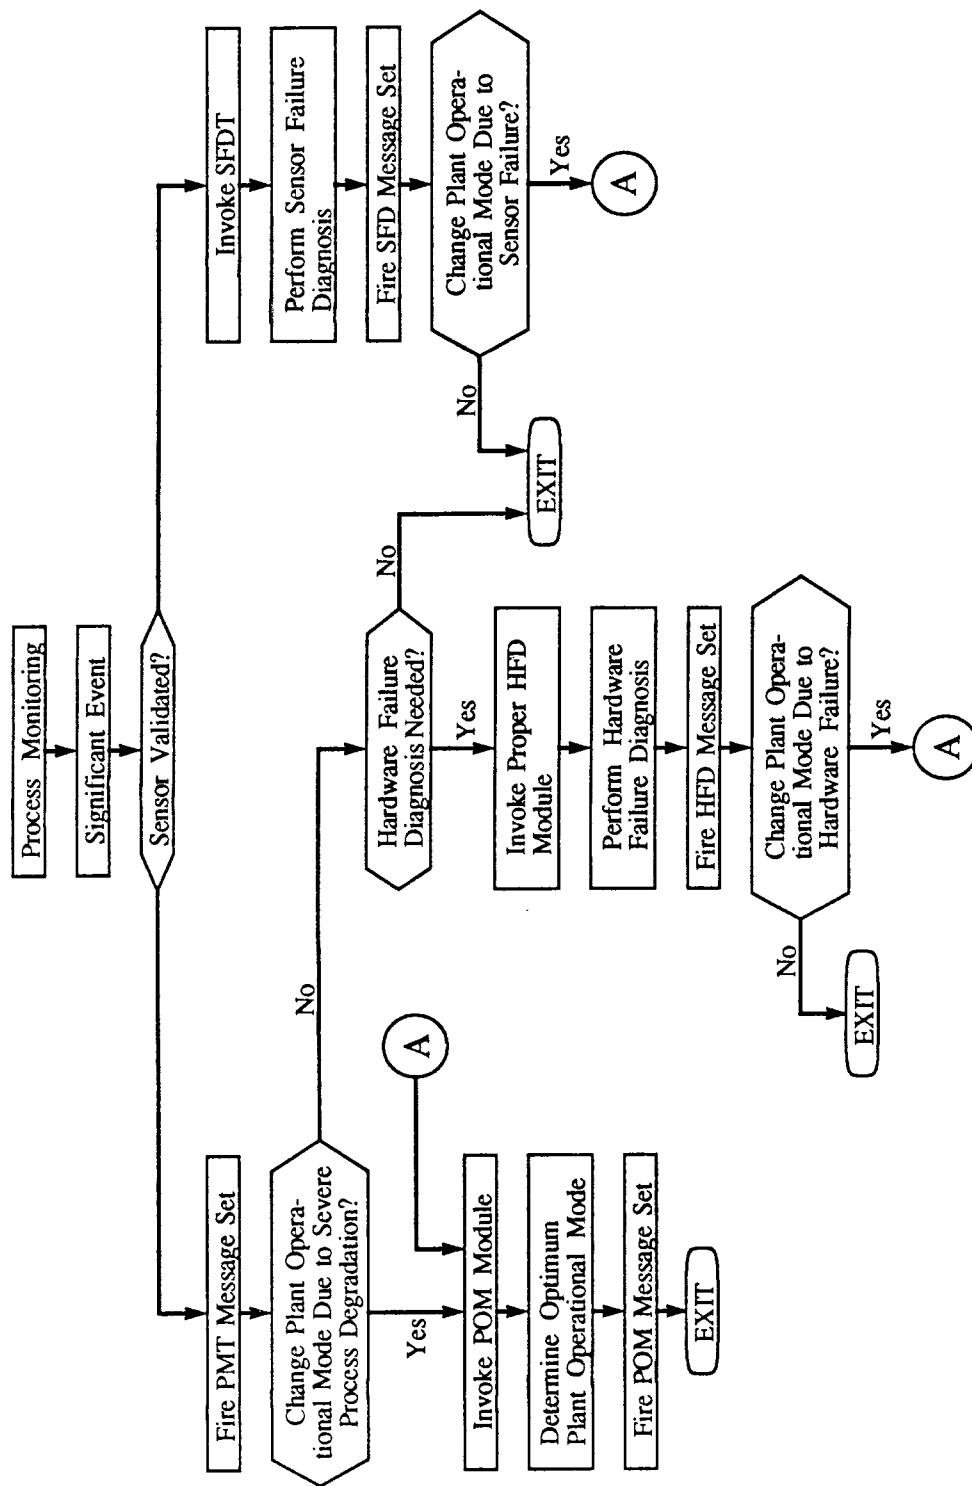 Process Monitoring
Significant Event
Sensor Validated?
Fire PMT Message Set
Change Plant Opera-
tional Mode Due to Severe
Process Degradation?
No
Yes
A
Invoke POM Module
Determine Optimum
Plant Operational Mode
Fire POM Message Set
EXIT
Hardware Failure
Diagnosis Needed?
No
Yes
Invoke Proper HFD
Module
Perform Hardware
Failure Diagnosis
Fire HFD Message Set
Change Plant Opera-
tional Mode Due to
Hardware Failure?
No
Yes
EXIT
A
Invoke SFDT
Perform Sensor Failure
Diagnosis
Fire SFD Message Set
Change Plant Opera-
tional Mode Due to
Sensor Failure?
No
Yes
EXIT
A